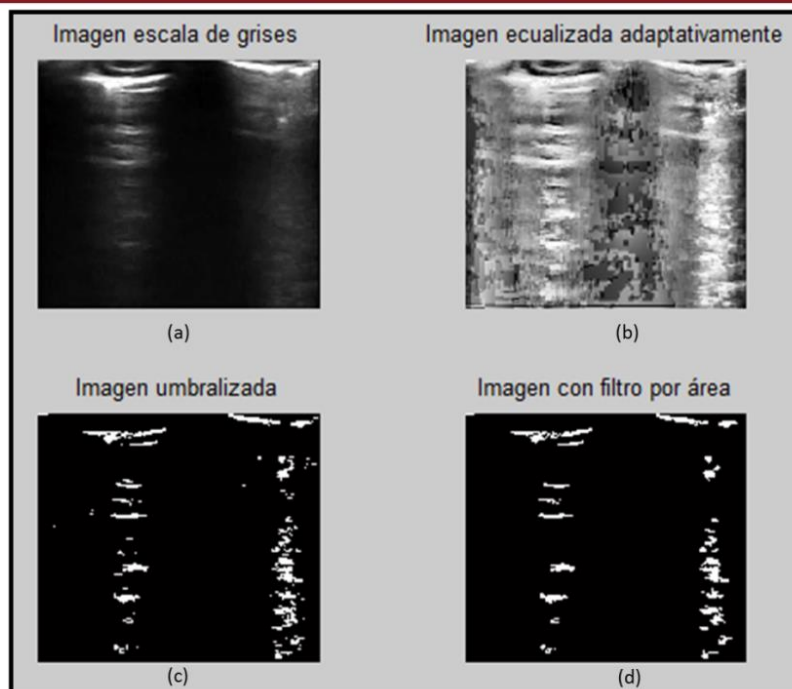 Imagen escala de grises
Imagen ecualizada adaptativamente
(a)
(b)
Imagen umbralizada
Imagen con filtro por área
(c)
(d)